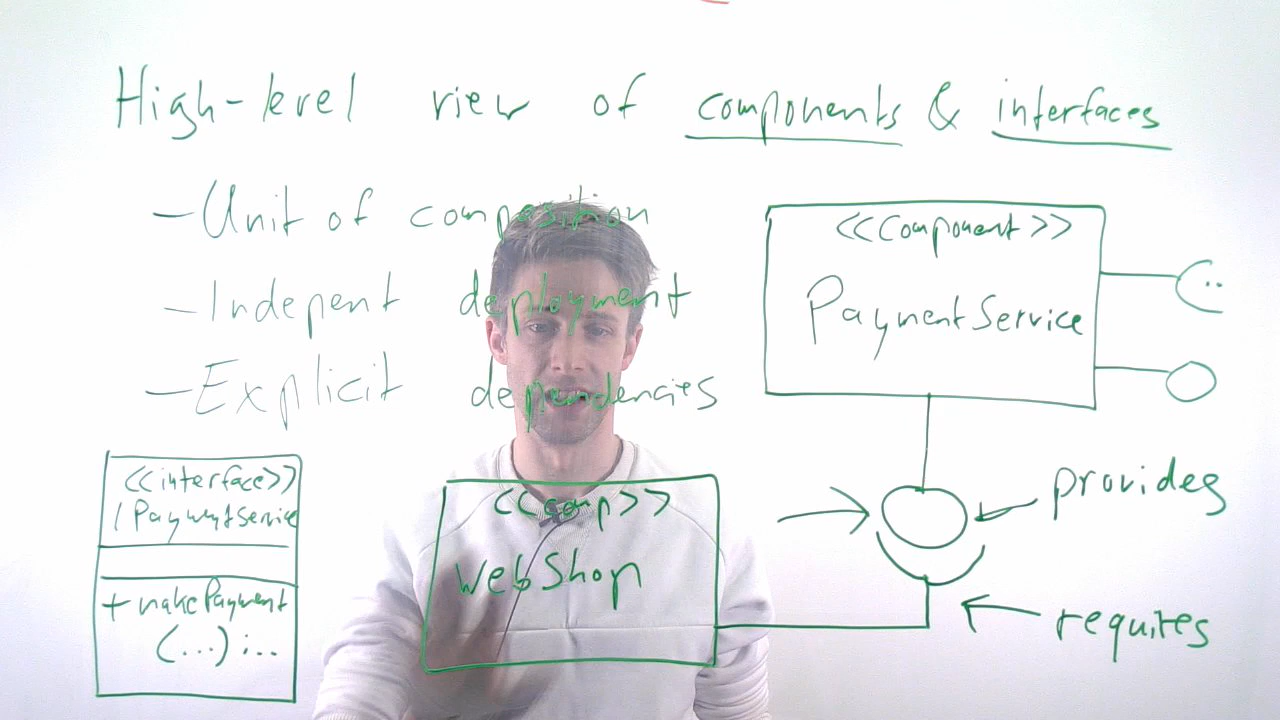 High-level view of components & interfaces
- Unit of composition
- Indepent deployment
- Explicit dependencies
<<component>>
PaymentService
..
provides
requires
<<interface>>
IPaymentService
+ makePayment
(...) : ..
<<comp>>
WebShop